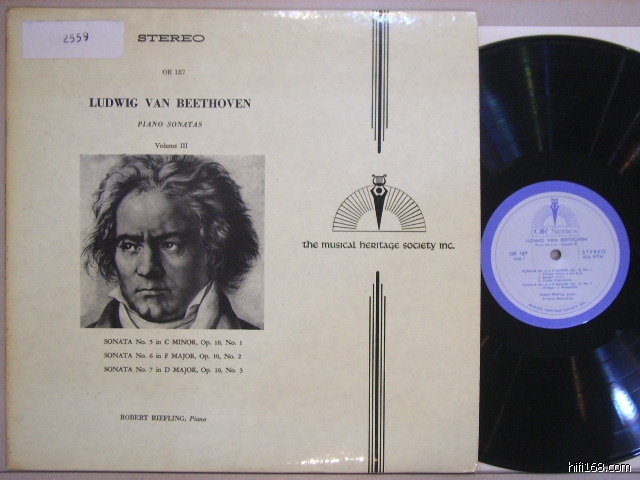 2559
STEREO
OR 187
LUDWIG VAN BEETHOVEN
PIANO SONATAS
Volume III
the musical heritage society inc.
SONATA No. 5 in C MINOR, Op. 10, No. 1
SONATA No. 6 in F MAJOR, Op. 10, No. 2
SONATA No. 7 in D MAJOR, Op. 10, No. 3
ROBERT RIEFLING, Piano
OR Series
LUDWIG VAN BEETHOVEN
OR 187
Side 1
STEREO
hifi168.com